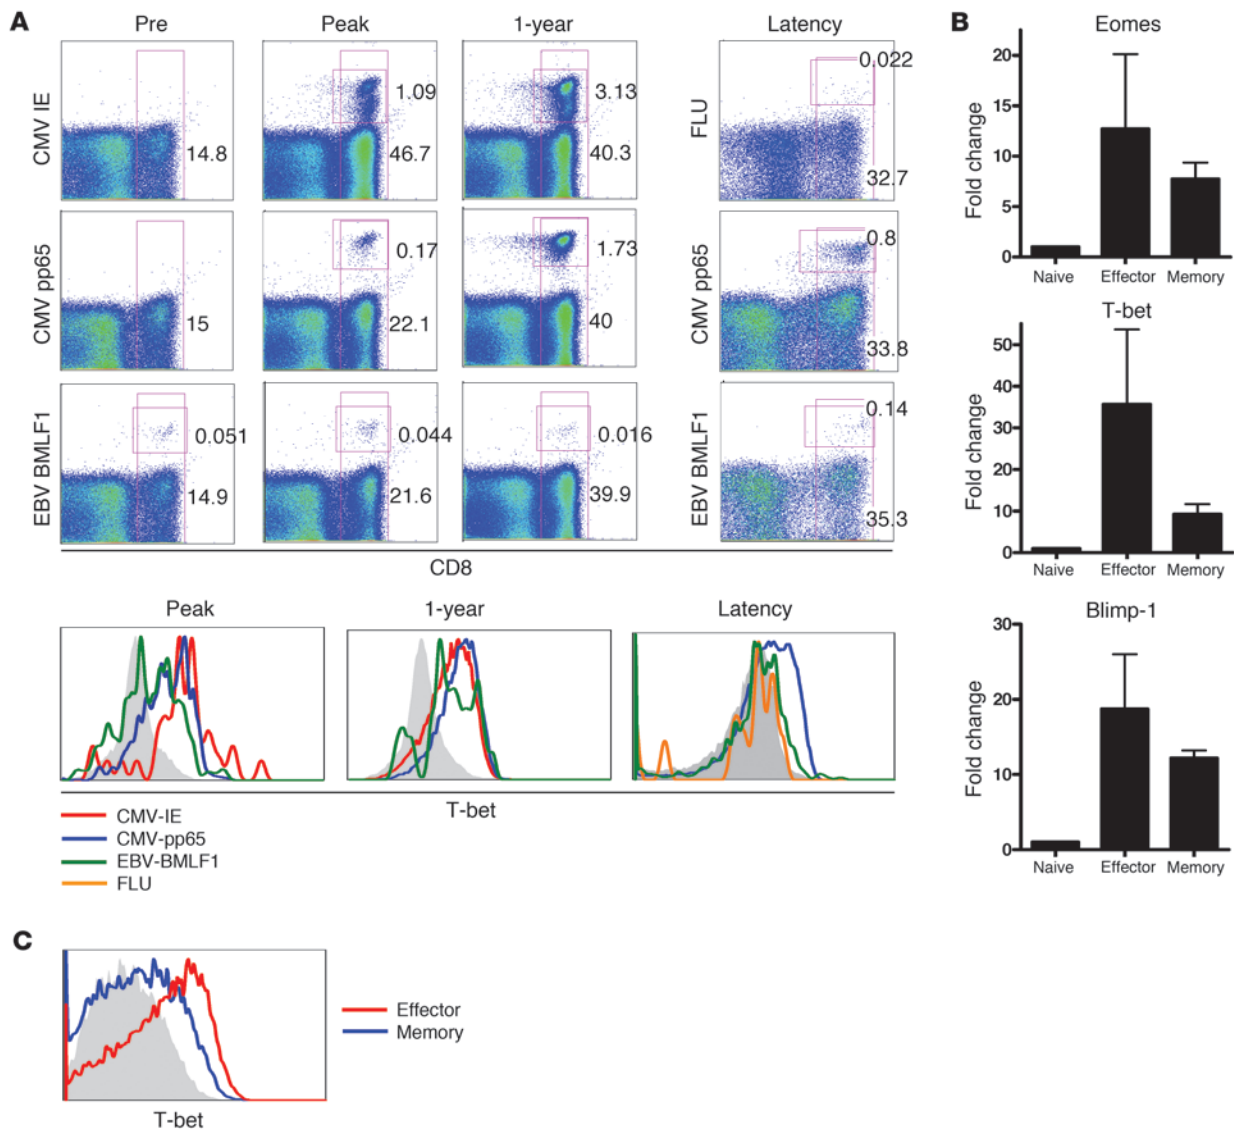 A
Pre
Peak
1-year
Latency
CMV IE
14.8
1.09
46.7
3.13
40.3
FLU
0.022
32.7
CMV pp65
15
0.17
22.1
1.73
40
CMV pp65
0.8
33.8
EBV BMLF1
0.051
14.9
0.044
21.6
0.016
39.9
EBV BMLF1
0.14
35.3
CD8
Peak
1-year
Latency
T-bet
CMV-IE
CMV-pp65
EBV-BMLF1
FLU
B
Eomes
Fold change
20
15
10
5
0
Naive
Effector
Memory
T-bet
Fold change
50
40
30
20
10
0
Naive
Effector
Memory
Blimp-1
Fold change
30
20
10
0
Naive
Effector
Memory
C
Effector
Memory
T-bet